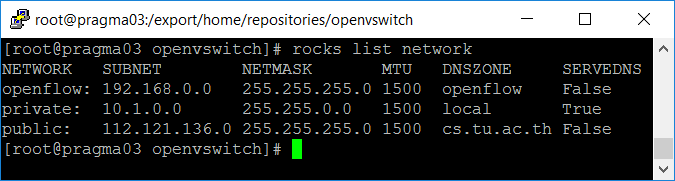 root@pragma03:/export/home/repositories/openvswitch
[root@pragma03 openvswitch]# rocks list network
NETWORK   SUBNET        NETMASK       MTU  DNSZONE     SERVEDNS
openflow: 192.168.0.0   255.255.255.0 1500 openflow    False
private:  10.1.0.0      255.255.0.0   1500 local       True
public:   112.121.136.0 255.255.255.0 1500 cs.tu.ac.th False
[root@pragma03 openvswitch]#